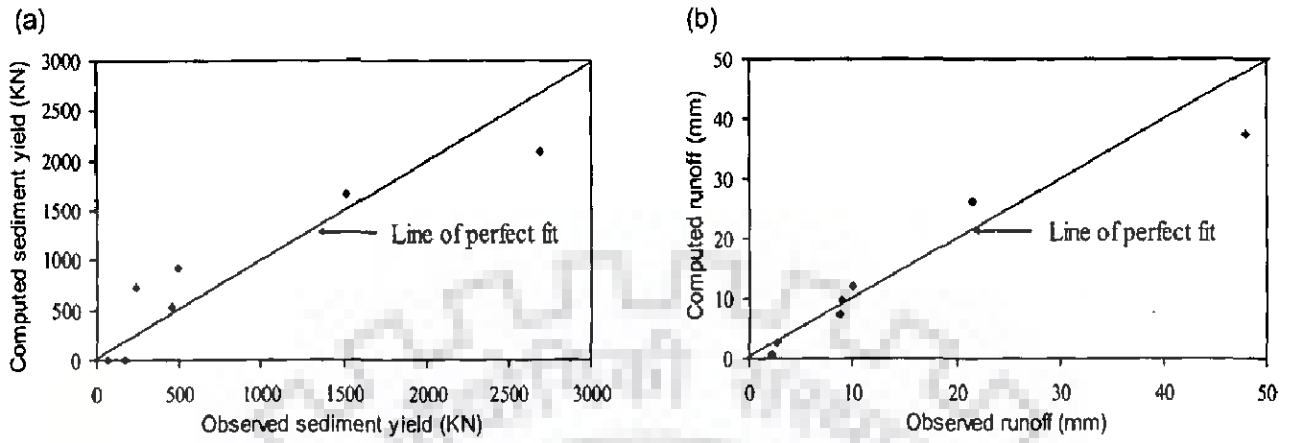 (a)
Computed sediment yield (KN)
3000
2500
2000
1500
1000
500
0
Line of perfect fit
0 500 1000 1500 2000 2500 3000
Observed sediment yield (KN)
(b)
Computed runoff (mm)
50
40
30
20
10
0
Line of perfect fit
0 10 20 30 40 50
Observed runoff (mm)